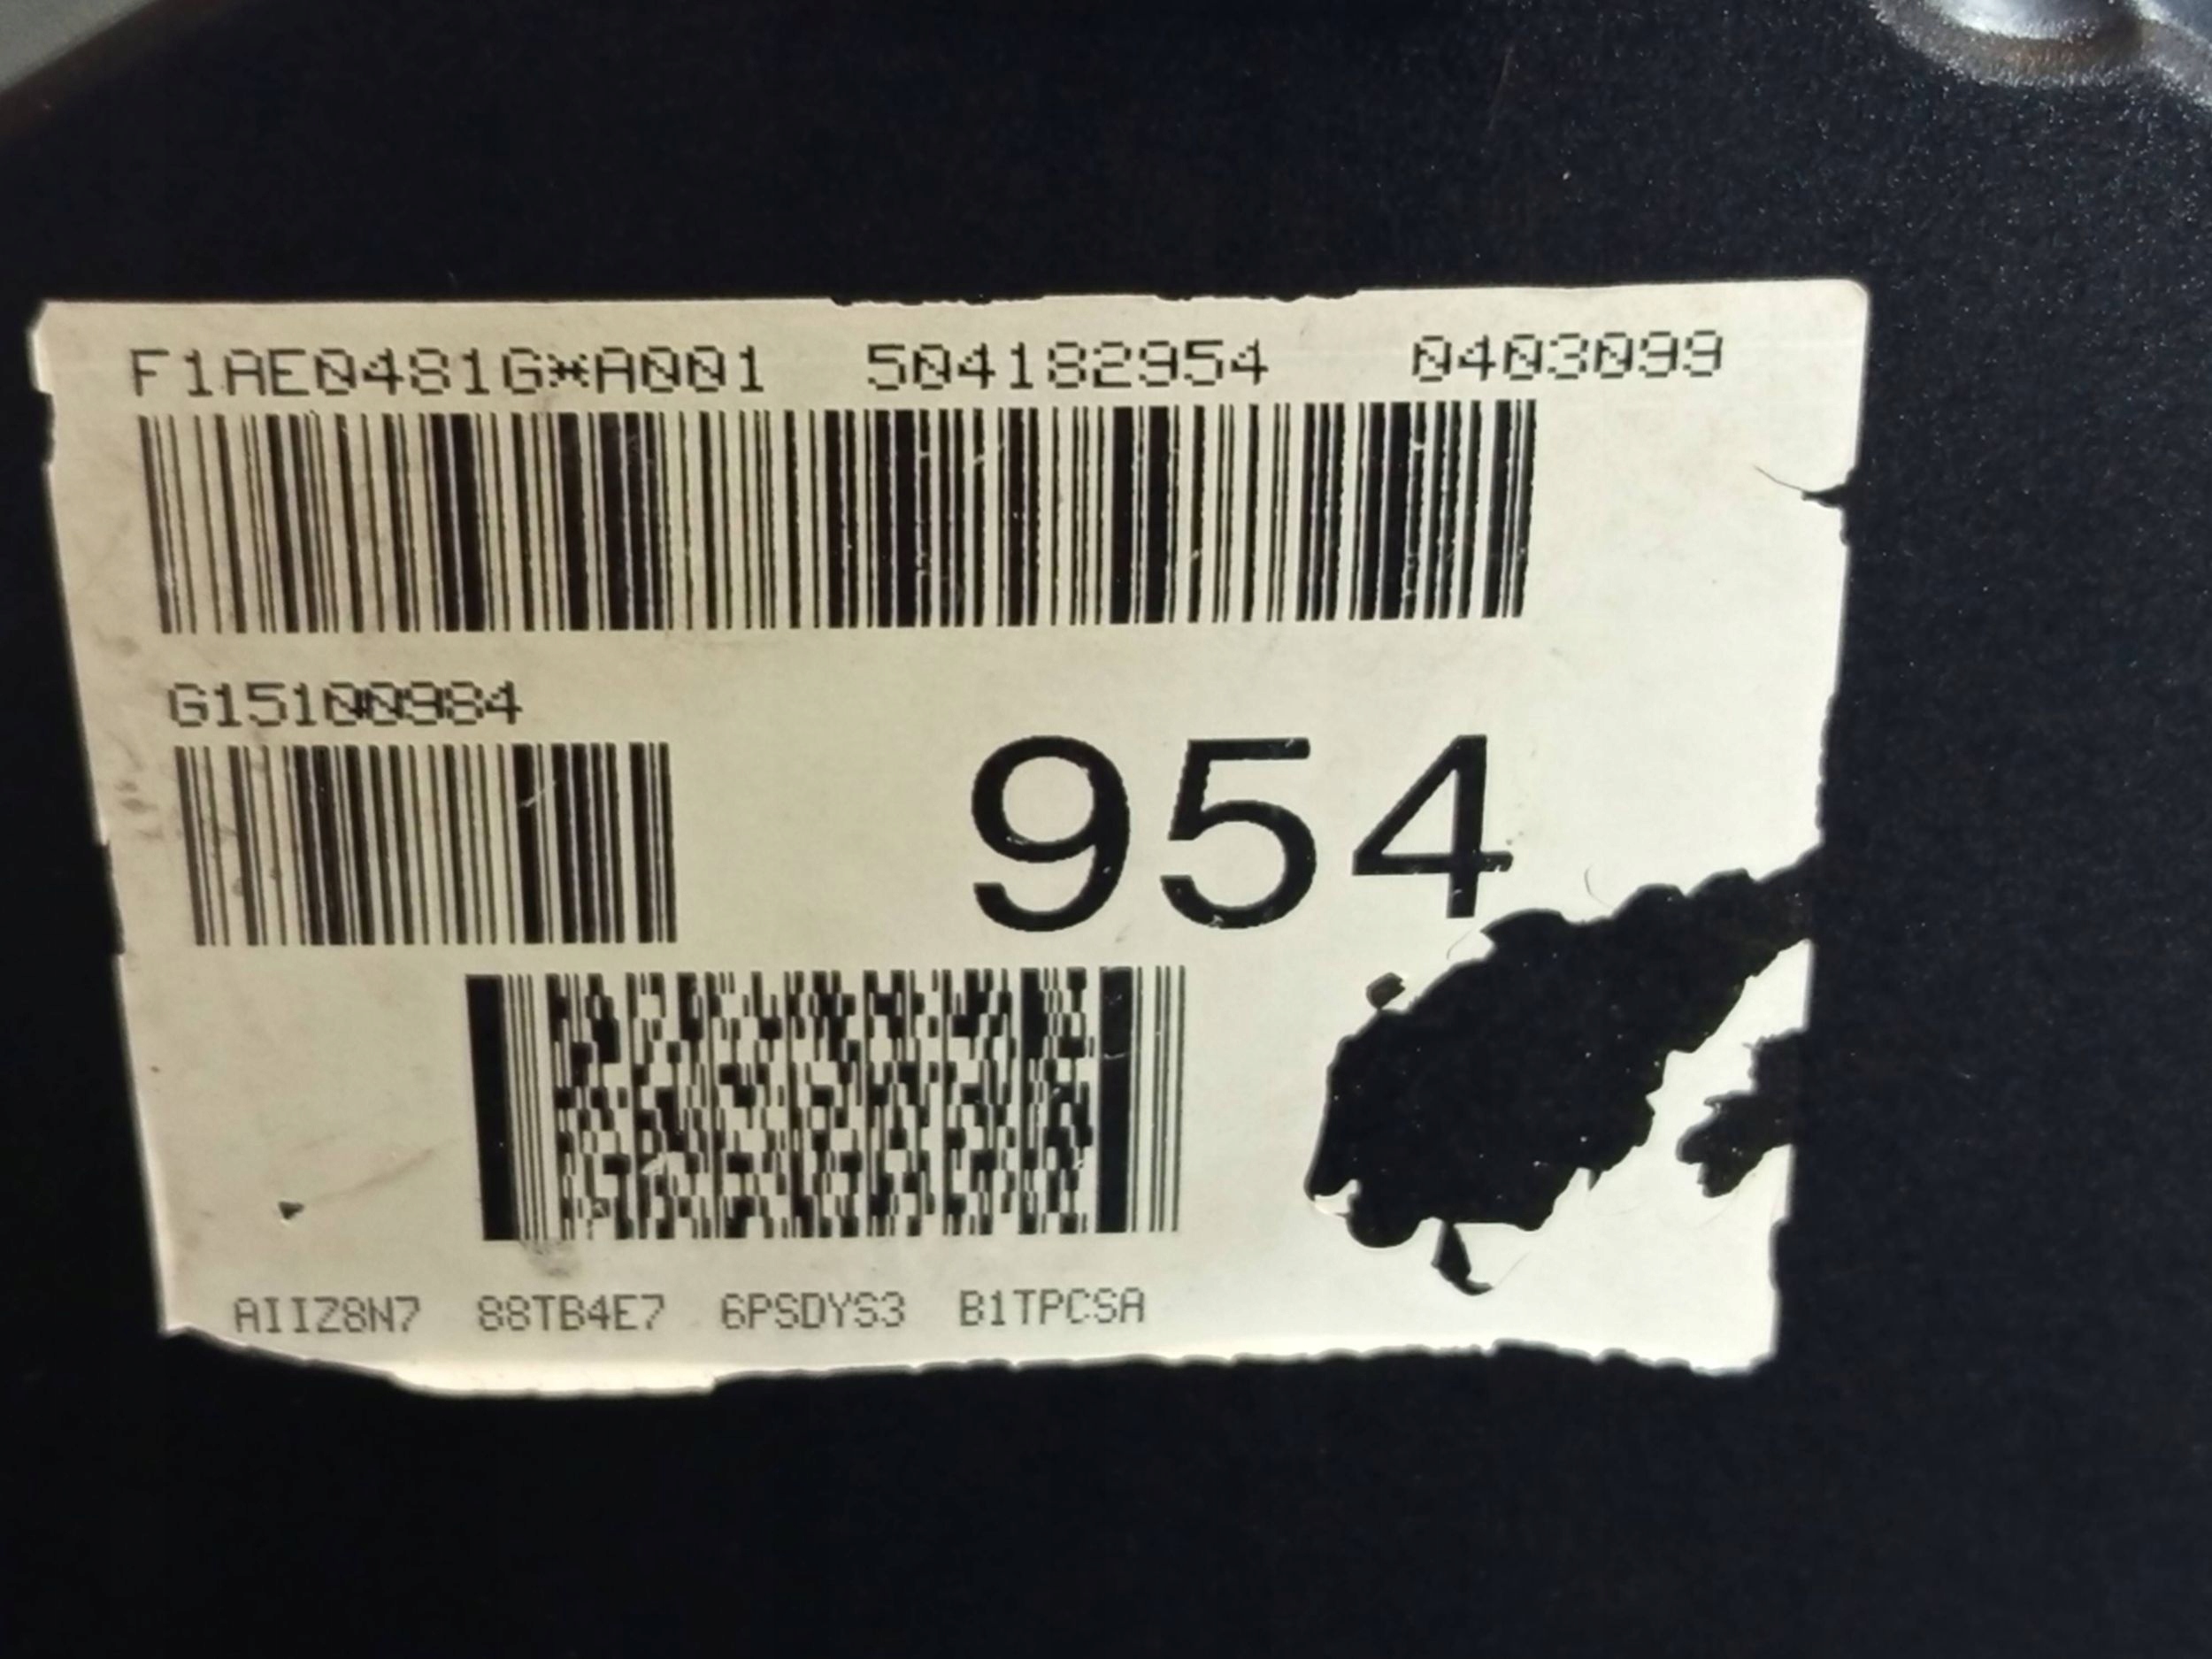 F1AE0481G*A001 504182954 0403099
G15100984
954
AIIZ8N7 88TB4E7 6PSDYS3 B1TPCSA